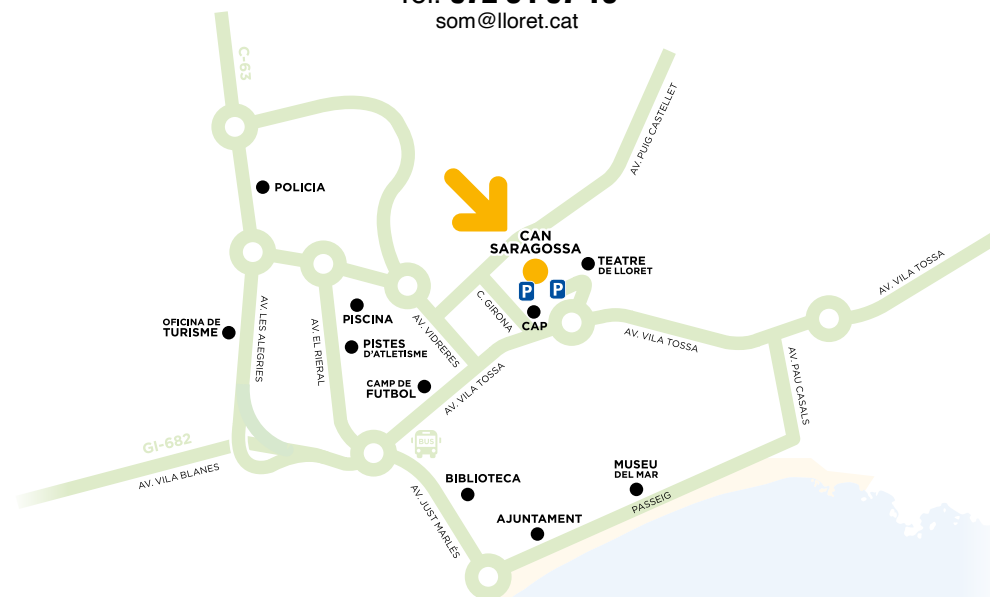 som@lloret.cat
C-63
AV. PUIG CASTELLET
POLICIA
CAN
SARAGOSSA
TEATRE
DE LLORET
P
P
AV. VILA TOSSA
C. GIRONA
CAP
AV. LES ALEGRIES
OFICINA DE
TURISME
AV. EL RIERAL
PISCINA
AV. VIDRERES
PISTES
D'ATLETISME
AV. VILA TOSSA
CAMP DE
FUTBOL
AV. VILA TOSSA
AV. PAU CASALS
GI-682
BUS
AV. VILA BLANES
AV. JUST MARLÉS
BIBLIOTECA
MUSEU
DEL MAR
PASSEIG
AJUNTAMENT